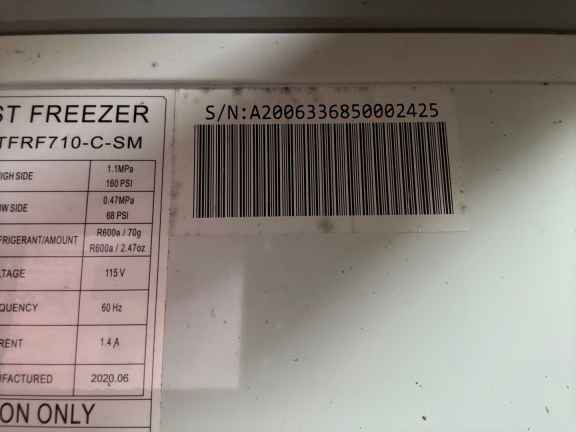 ST FREEZER
S/N:A2006336850002425
TFRF710-C-SM
IGH SIDE
1.1MPa
160 PSI
OW SIDE
0.47MPa
68 PSI
FRIGERANT/AMOUNT
R600a / 70g
R600a / 2.47oz
LTAGE
115 V
QUENCY
60 Hz
RENT
1.4 A
UFACTURED
2020.06
ON ONLY